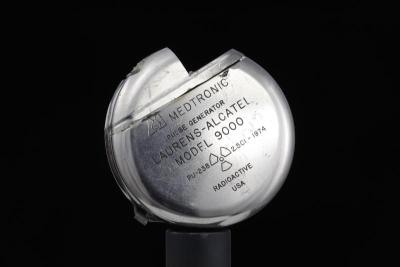 MEDTRONIC
PULSE GENERATOR
LAURENS-ALCATEL
MODEL 9000
PU-238 2.5CI-1974
RADIOACTIVE
USA